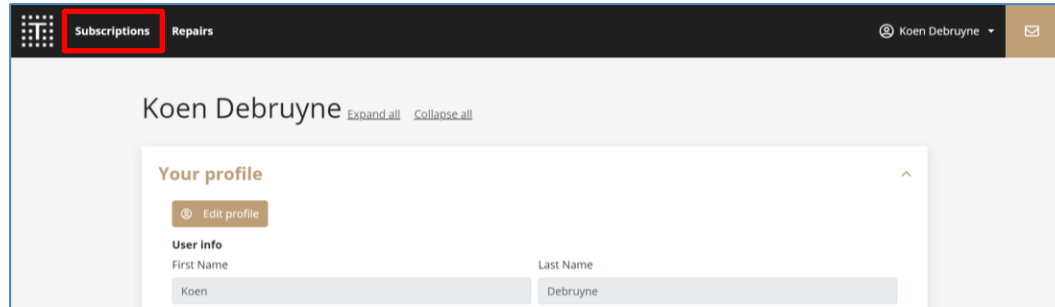 T Subscriptions Repairs Koen Debruyne
Koen Debruyne Expand all Collapse all
Your profile
Edit profile
User info
First Name Last Name
Koen Debruyne